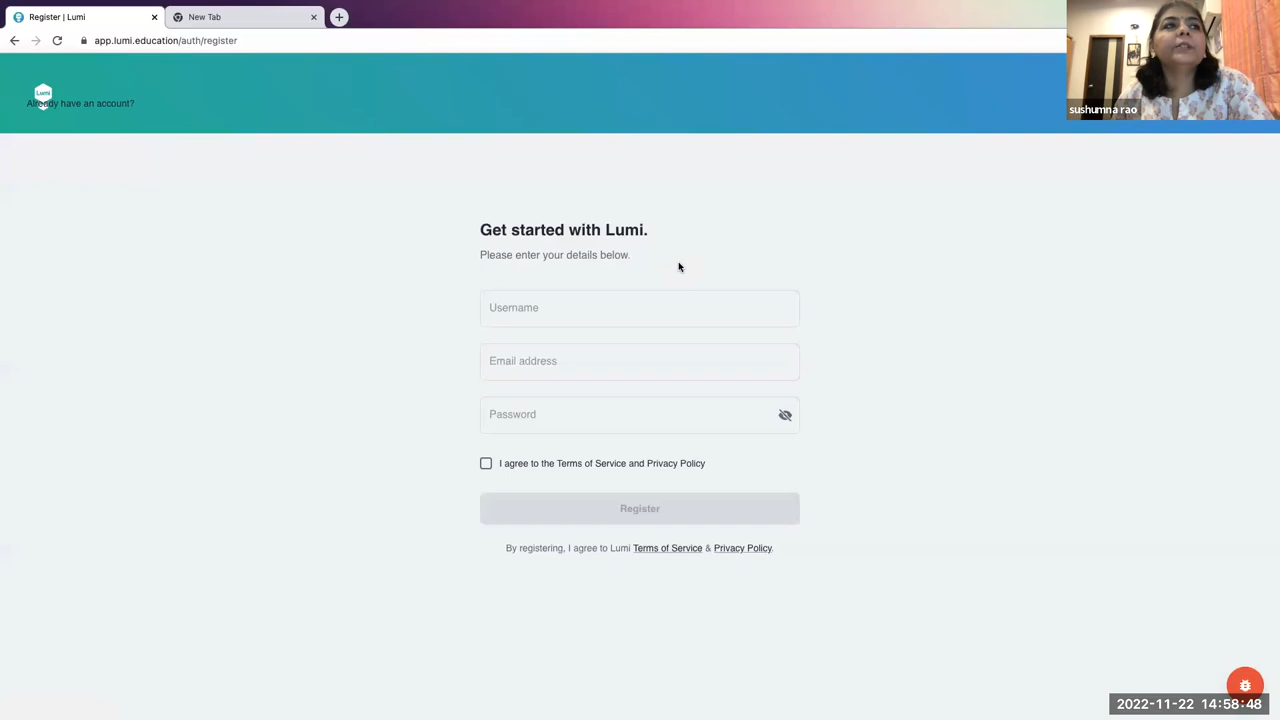 Register | Lumi
New Tab
app.lumi.education/auth/register
Lumi
Already have an account?
sushumna rao
Get started with Lumi.
Please enter your details below.
Username
Email address
Password
I agree to the Terms of Service and Privacy Policy
Register
By registering, I agree to Lumi Terms of Service & Privacy Policy.
2022-11-22 14:58:48